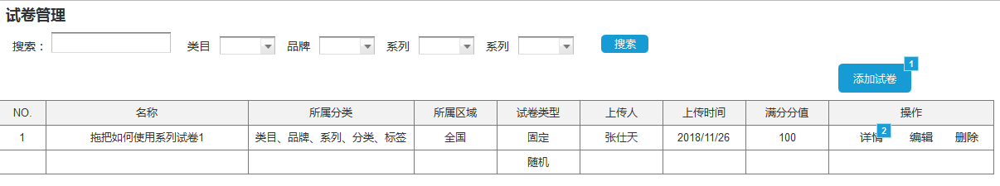 试卷管理
搜索： 类目 品牌 系列 系列 搜索
添加试卷 1
NO. 名称 所属分类 所属区域 试卷类型 上传人 上传时间 满分分值 操作
1 拖把如何使用系列试卷1 类目、品牌、系列、分类、标签 全国 固定 张仕天 2018/11/26 100 详情 2 编辑 删除
随机